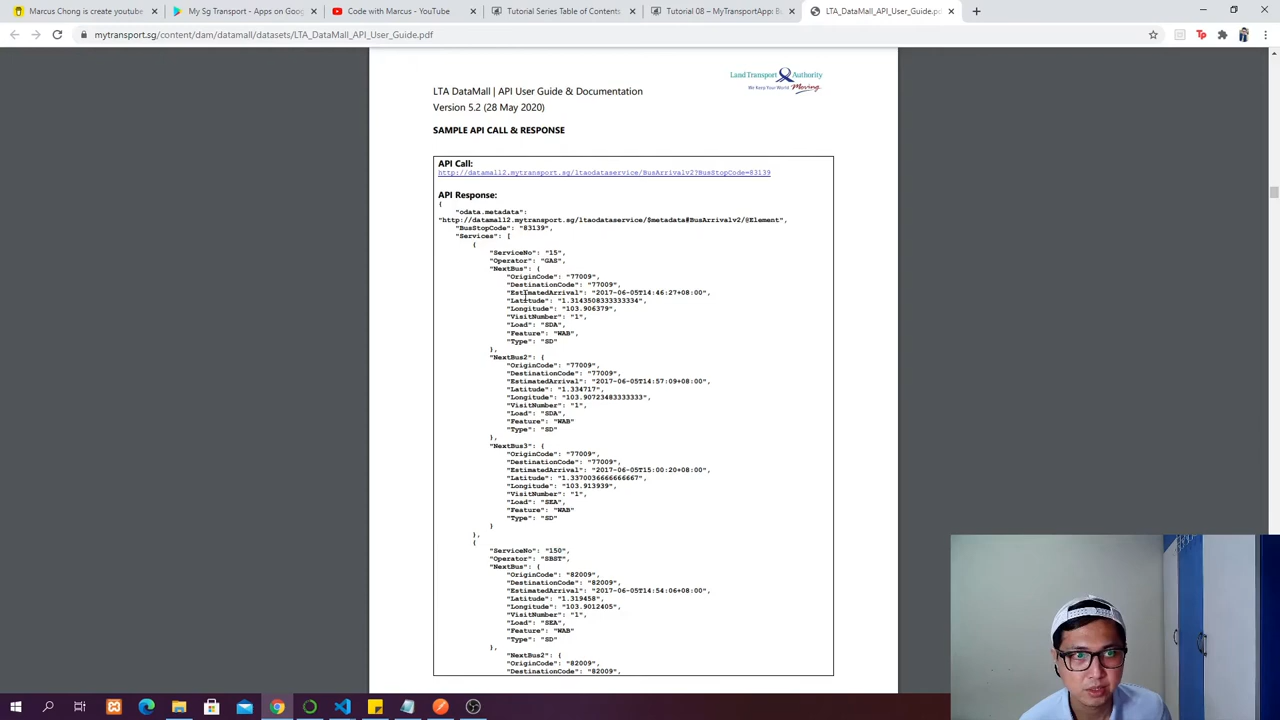 Marcus Chong is create youtube
My Sg Transport - Apps on Goog
Code with Marcus - YouTube
Tutorial Series Table of Contents
Tutorial 08 – MyTransportApp: B
LTA_DataMall_API_User_Guide.pd
mytransport.sg/content/dam/datamall/datasets/LTA_DataMall_API_User_Guide.pdf
Land Transport Authority
We Keep Your World Moving
LTA DataMall | API User Guide & Documentation
Version 5.2 (28 May 2020)
SAMPLE API CALL & RESPONSE
API Call:
http://datamall2.mytransport.sg/ltaodataservice/BusArrivalv2?BusStopCode=83139
API Response:
{
"odata.metadata":
"http://datamall2.mytransport.sg/ltaodataservice/$metadata#BusArrivalv2/@Element",
"BusStopCode": "83139",
"Services": [
{
"ServiceNo": "15",
"Operator": "GAS",
"NextBus": {
"OriginCode": "77009",
"DestinationCode": "77009",
"EstimatedArrival": "2017-06-05T14:46:27+08:00",
"Latitude": "1.3143508333333334",
"Longitude": "103.906379",
"VisitNumber": "1",
"Load": "SDA",
"Feature": "WAB",
"Type": "SD"
},
"NextBus2": {
"OriginCode": "77009",
"DestinationCode": "77009",
"EstimatedArrival": "2017-06-05T14:57:09+08:00",
"Latitude": "1.334717",
"Longitude": "103.90723483333333",
"VisitNumber": "1",
"Load": "SDA",
"Feature": "WAB"
"Type": "SD"
},
"NextBus3": {
"OriginCode": "77009",
"DestinationCode": "77009",
"EstimatedArrival": "2017-06-05T15:00:20+08:00",
"Latitude": "1.3370036666666667",
"Longitude": "103.913939",
"VisitNumber": "1",
"Load": "SEA",
"Feature": "WAB"
"Type": "SD"
}
},
{
"ServiceNo": "150",
"Operator": "SBST",
"NextBus": {
"OriginCode": "82009",
"DestinationCode": "82009",
"EstimatedArrival": "2017-06-05T14:54:06+08:00",
"Latitude": "1.319458",
"Longitude": "103.9012405",
"VisitNumber": "1",
"Load": "SEA",
"Feature": "WAB"
"Type": "SD"
},
"NextBus2": {
"OriginCode": "82009",
"DestinationCode": "82009",